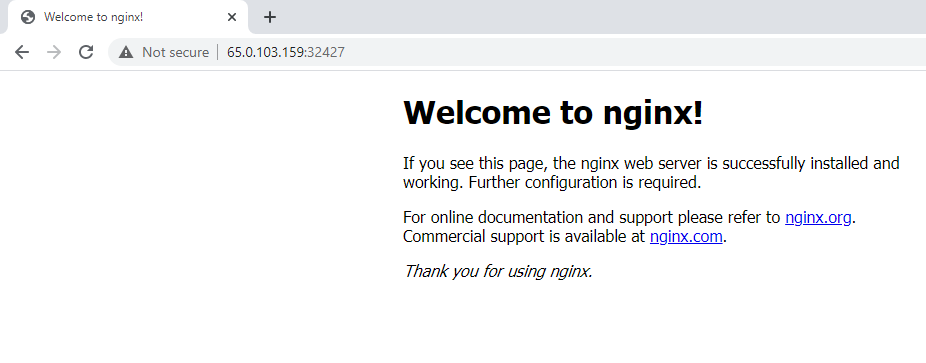 Welcome to nginx!
Not secure
65.0.103.159:32427
Welcome to nginx!
If you see this page, the nginx web server is successfully installed and
working. Further configuration is required.
For online documentation and support please refer to nginx.org.
Commercial support is available at nginx.com.
Thank you for using nginx.